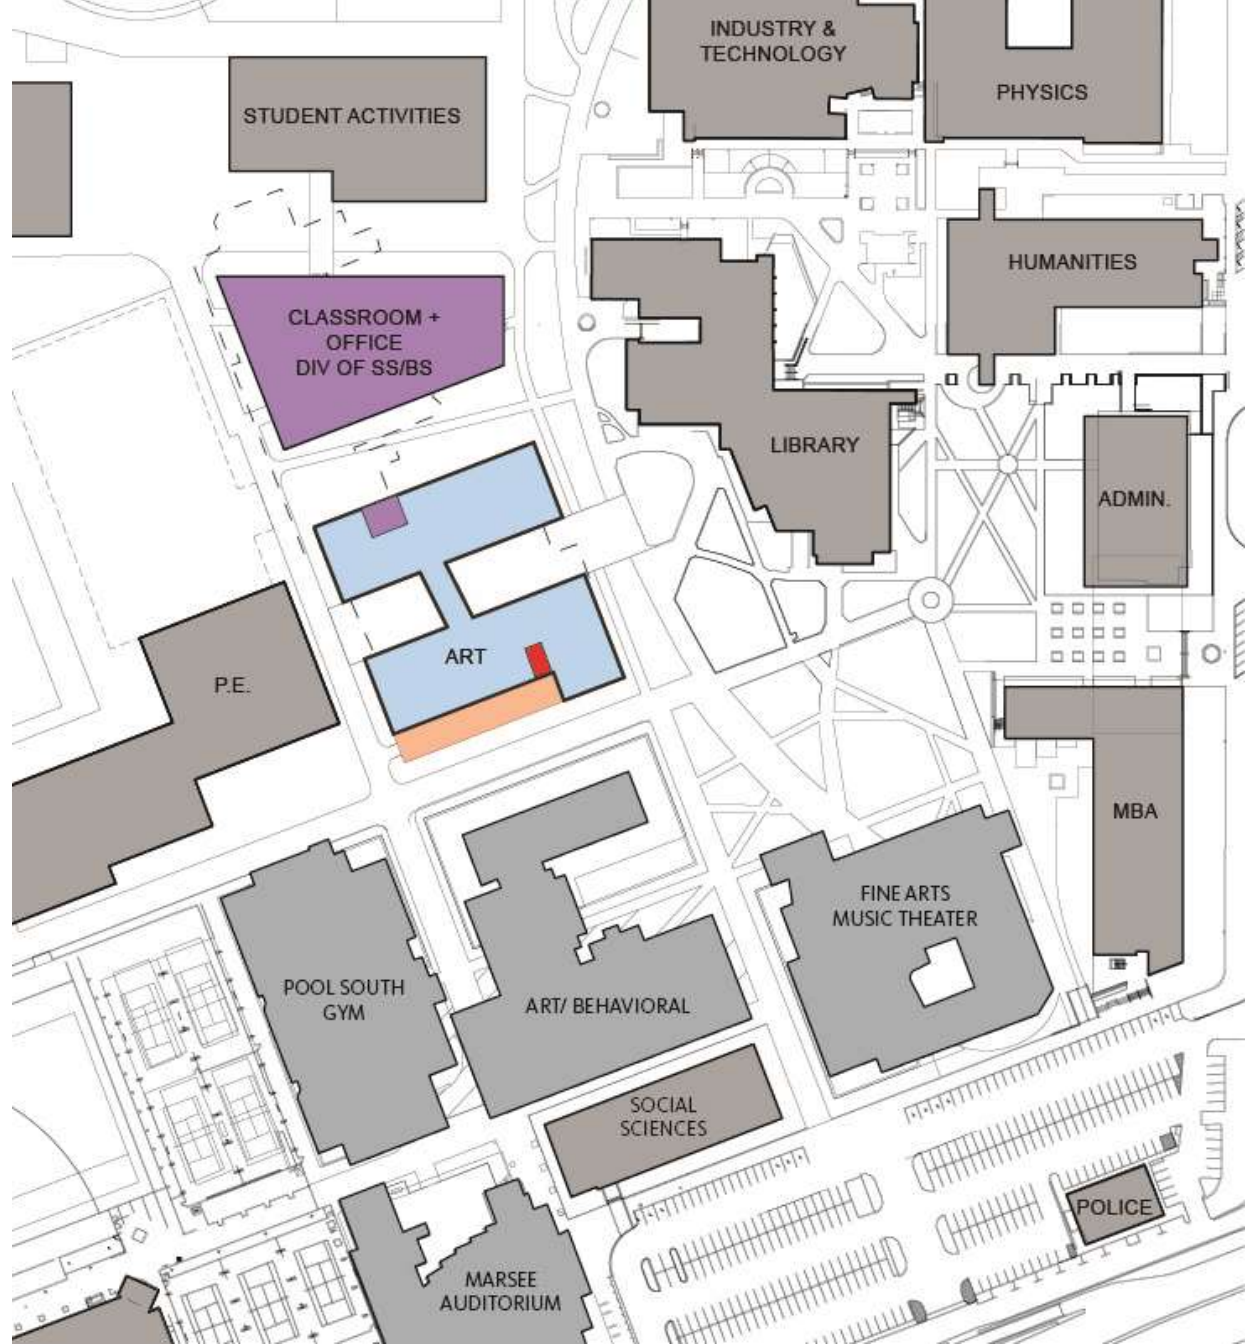 INDUSTRY &
TECHNOLOGY
PHYSICS
STUDENT ACTIVITIES
HUMANITIES
CLASSROOM +
OFFICE
DIV OF SS/BS
LIBRARY
ADMIN.
ART
P.E.
MBA
FINE ARTS
MUSIC THEATER
POOL SOUTH
GYM
ART/ BEHAVIORAL
SOCIAL
SCIENCES
POLICE
MARSEE
AUDITORIUM